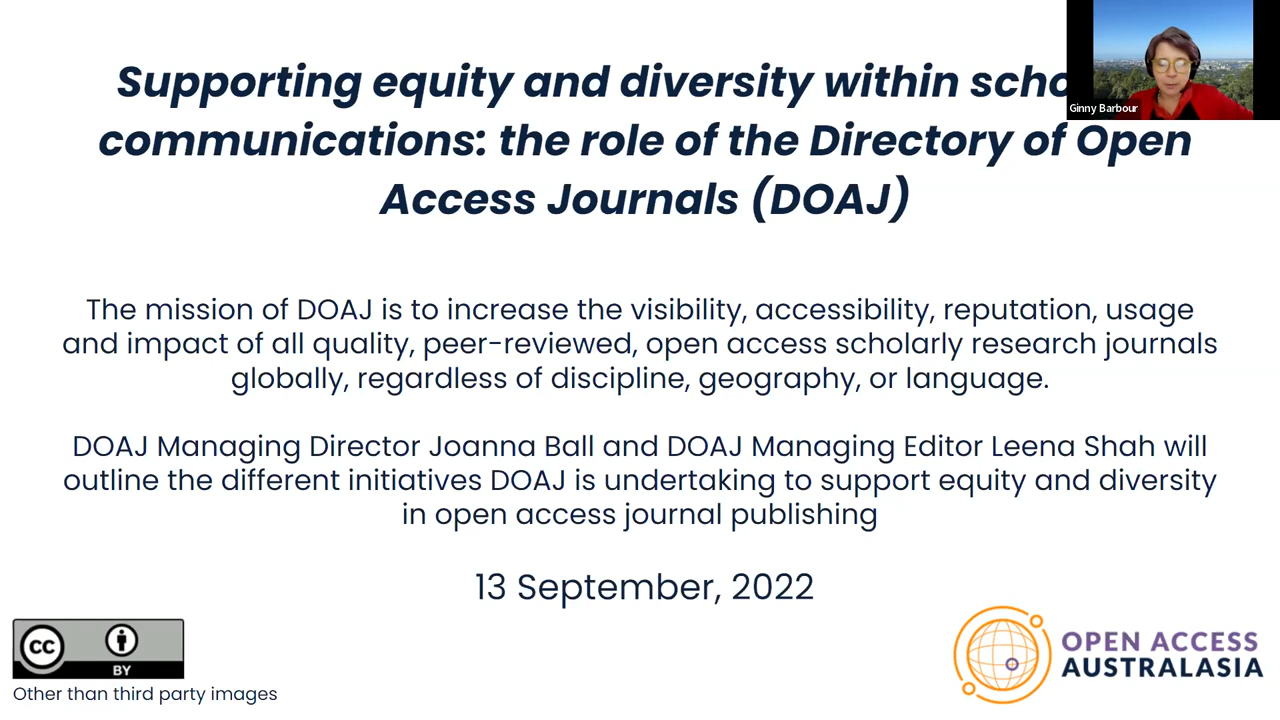 Supporting equity and diversity within
communications: the role of the Directory of Open
Access Journals (DOAJ)
Ginny Barbour
The mission of DOAJ is to increase the visibility, accessibility, reputation, usage
and impact of all quality, peer-reviewed, open access scholarly research journals
globally, regardless of discipline, geography, or language.
DOAJ Managing Director Joanna Ball and DOAJ Managing Editor Leena Shah will
outline the different initiatives DOAJ is undertaking to support equity and diversity
in open access journal publishing
13 September, 2022
cc
BY
Other than third party images
OPEN ACCESS
AUSTRALASIA